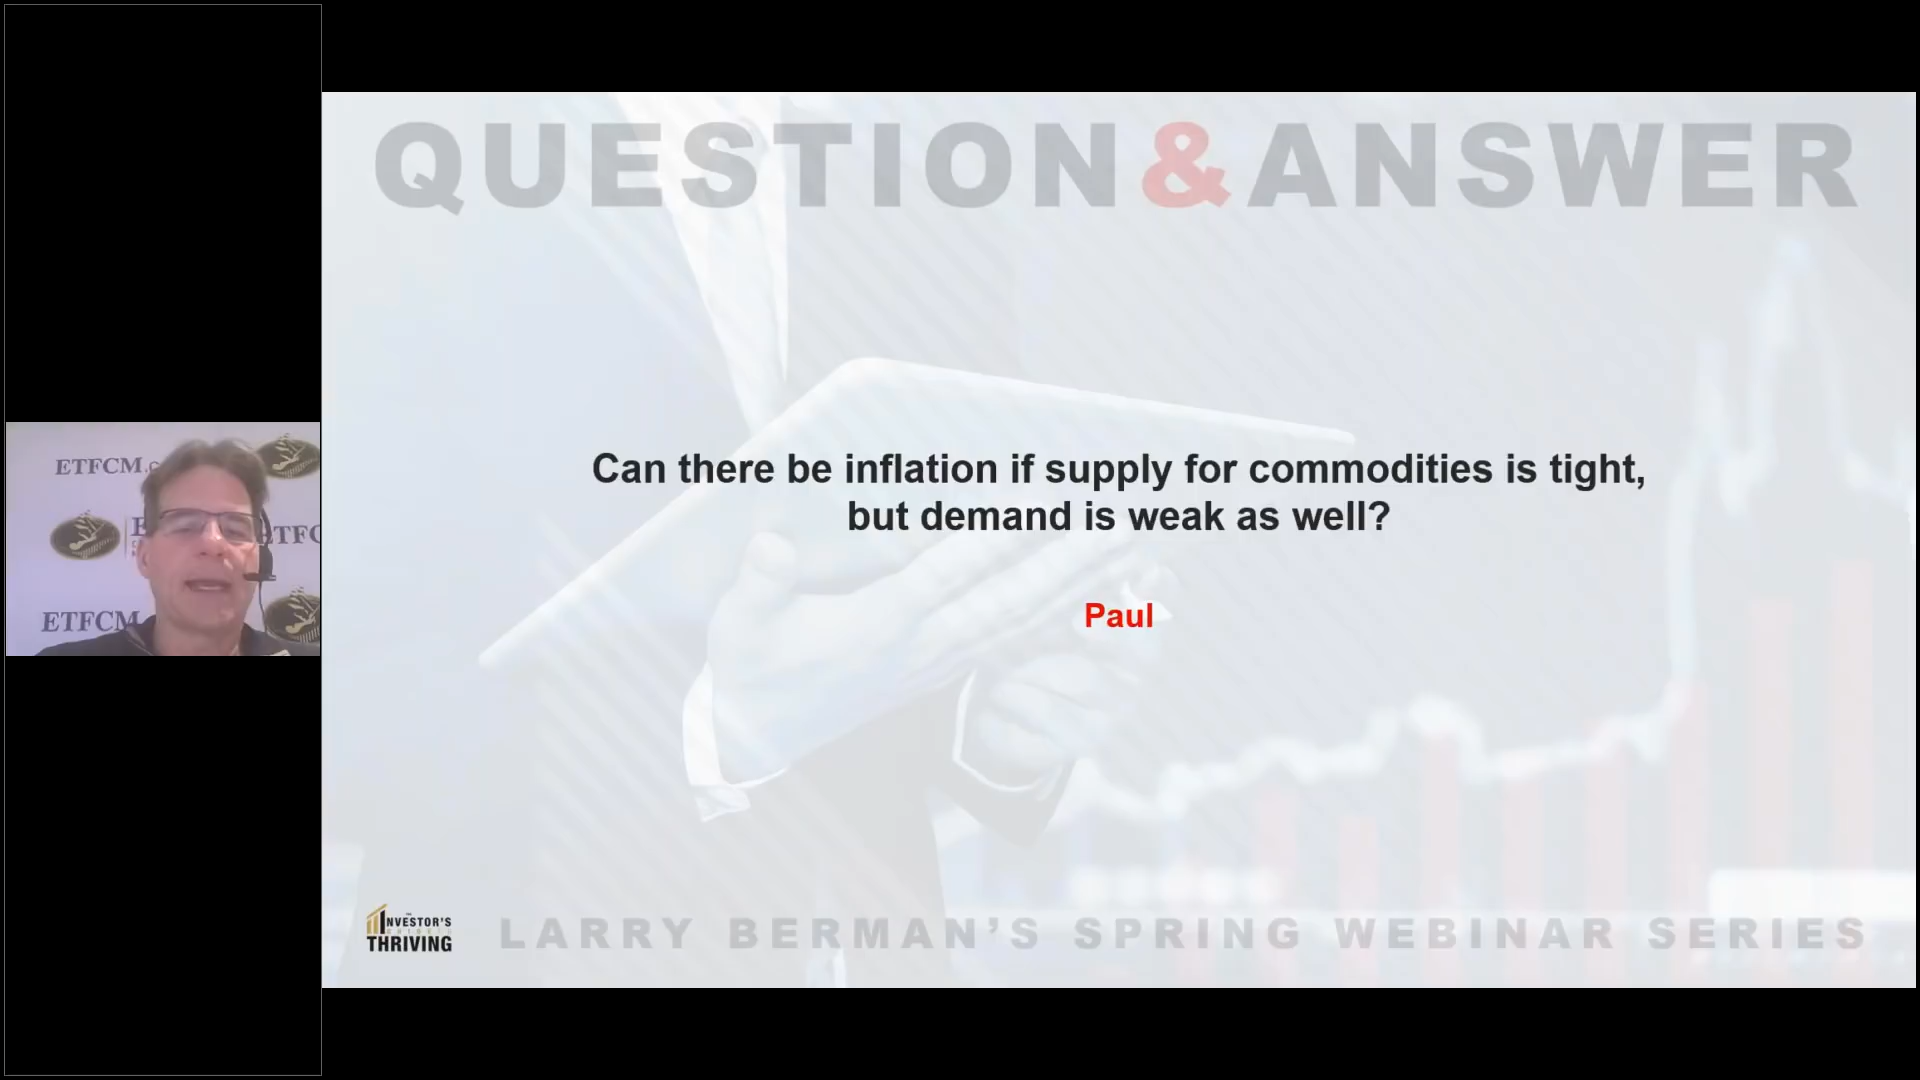 QUESTION&ANSWER
Can there be inflation if supply for commodities is tight,
but demand is weak as well?
Paul
ETFCM.c
ETFC
ETFCM
INVESTOR'S
THRIVING
LARRY BERMAN'S SPRING WEBINAR SERIES